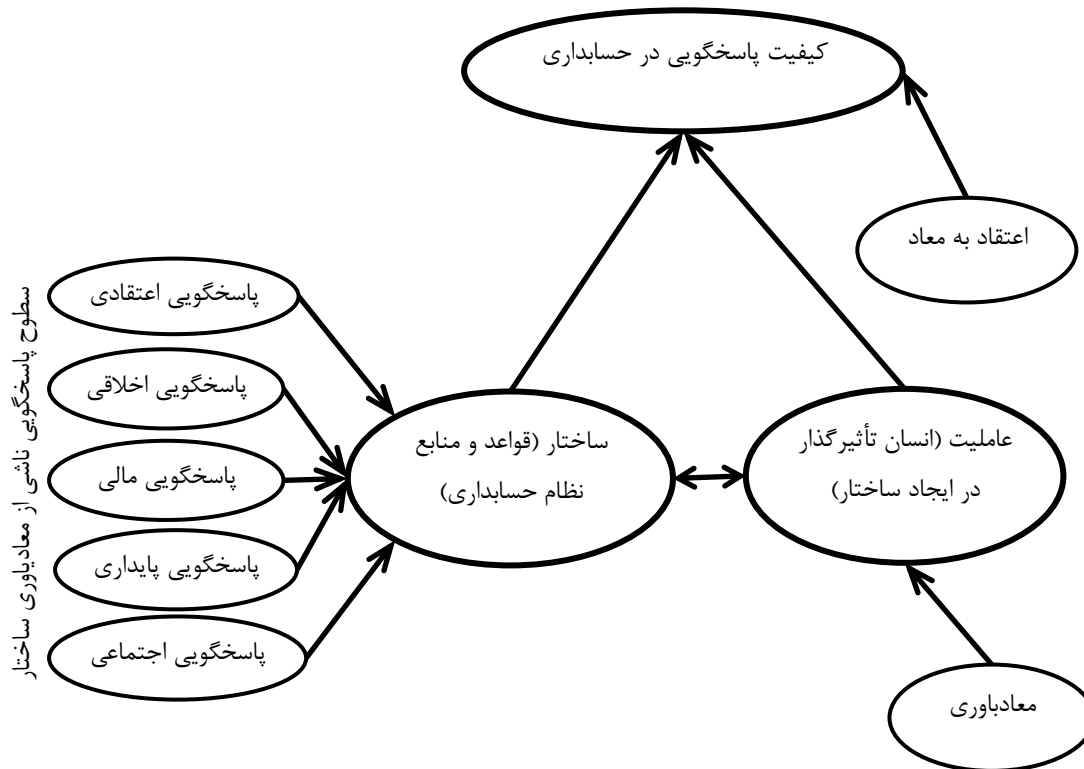 کیفیت پاسخگویی در حسابداری
اعتقاد به معاد
پاسخگویی اعتقادی
پاسخگویی اخلاقی
پاسخگویی مالی
پاسخگویی پایداری
پاسخگویی اجتماعی
سطوح پاسخگویی ناشی از معادیاوری ساختار
ساختار (قواعد و منابع
نظام حسابداری)
عاملیت (انسان تأثیرگذار
در ایجاد ساختار)
معادباوری